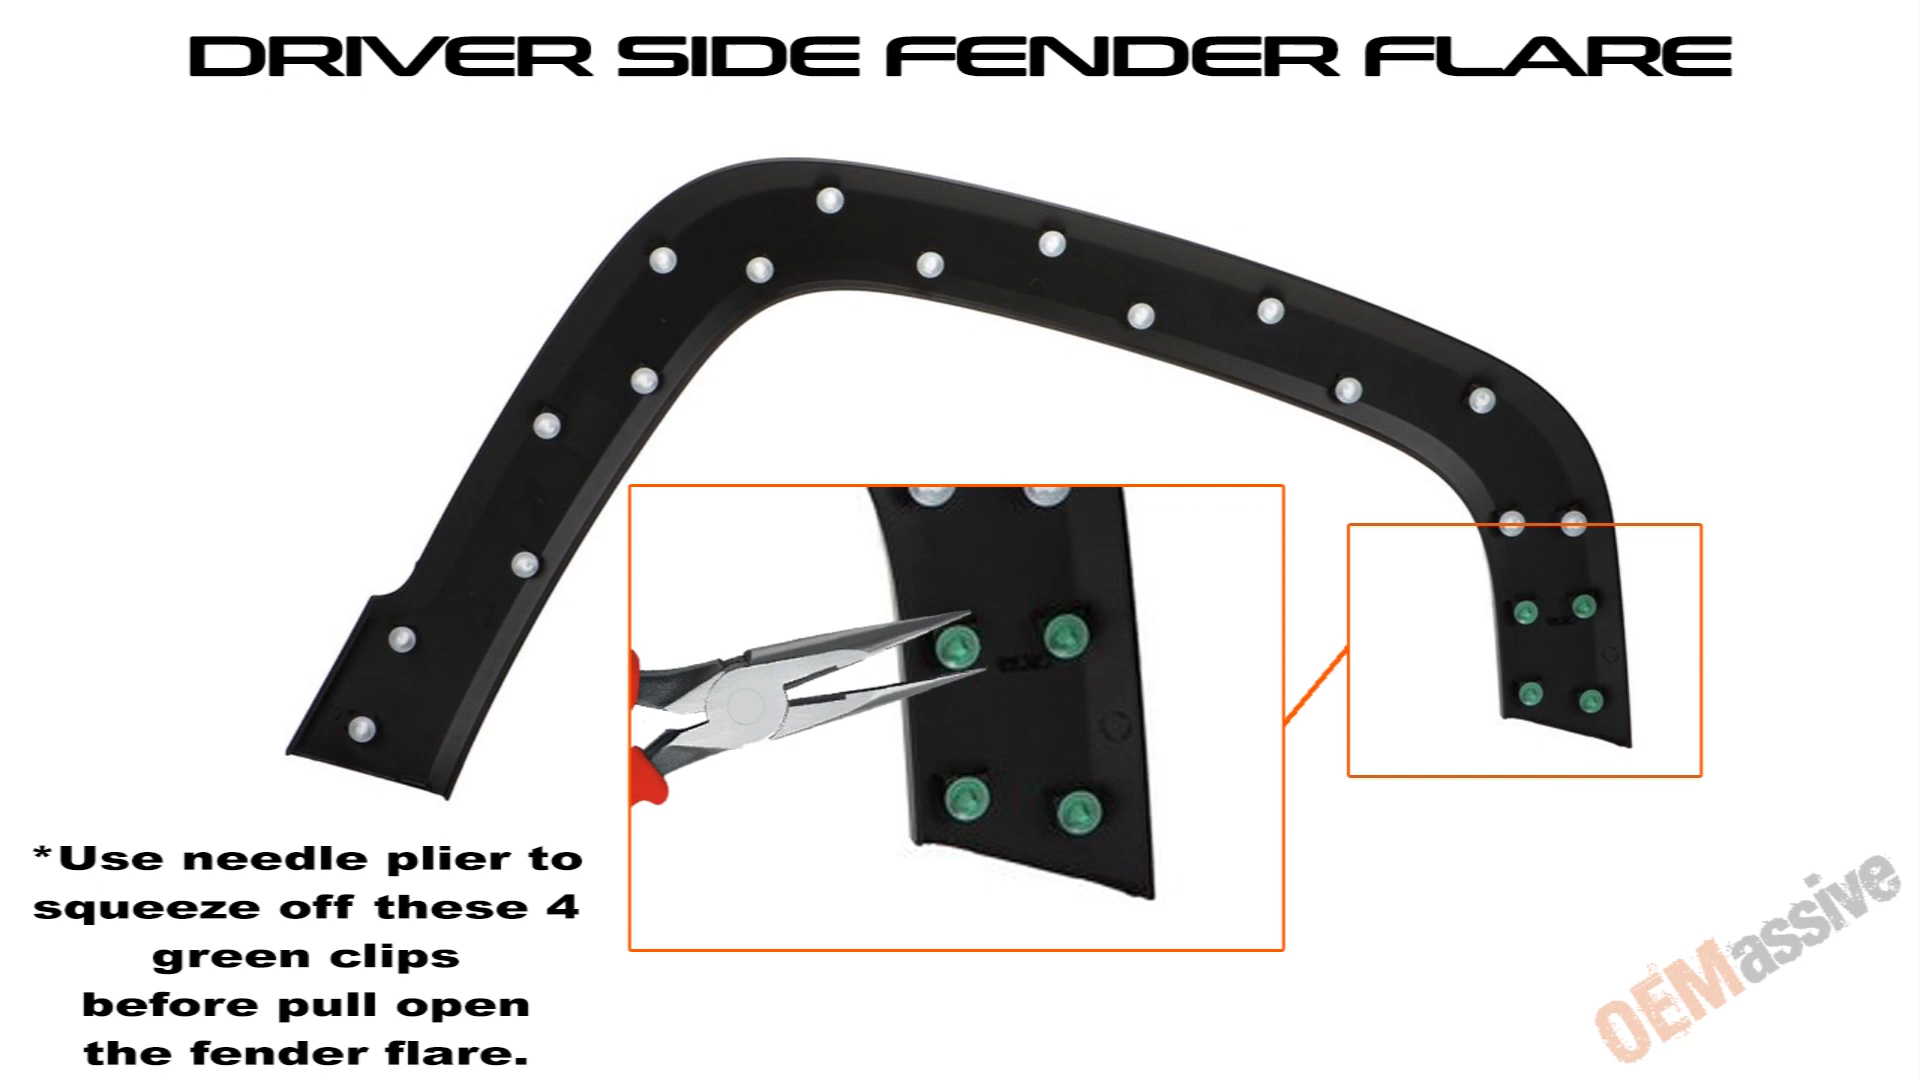 DRIVER SIDE FENDER FLARE
*Use needle plier to
squeeze off these 4
green clips
before pull open
the fender flare.
OEMassive